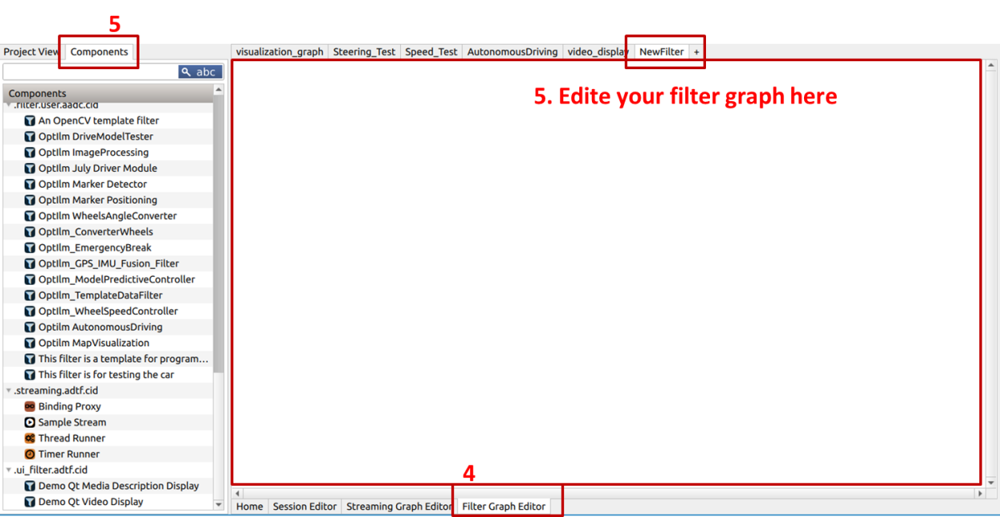 5
Project View Components
visualization_graph Steering_Test Speed_Test AutonomousDriving video_display NewFilter +
abc
5. Edite your filter graph here
Components
.filter.user.aadc.cid
An OpenCV template filter
OptIlm DriveModelTester
OptIlm ImageProcessing
OptIlm July Driver Module
OptIlm Marker Detector
OptIlm Marker Positioning
OptIlm WheelsAngleConverter
OptIlm_ConverterWheels
OptIlm_EmergencyBreak
OptIlm_GPS_IMU_Fusion_Filter
OptIlm_ModelPredictiveController
OptIlm_TemplateDataFilter
OptIlm_WheelSpeedController
Optilm AutonomousDriving
Optilm MapVisualization
This filter is a template for program...
This filter is for testing the car
.streaming.adtf.cid
Binding Proxy
Sample Stream
Thread Runner
Timer Runner
.ui_filter.adtf.cid
Demo Qt Media Description Display
Demo Qt Video Display
4
Home Session Editor Streaming Graph Editor Filter Graph Editor